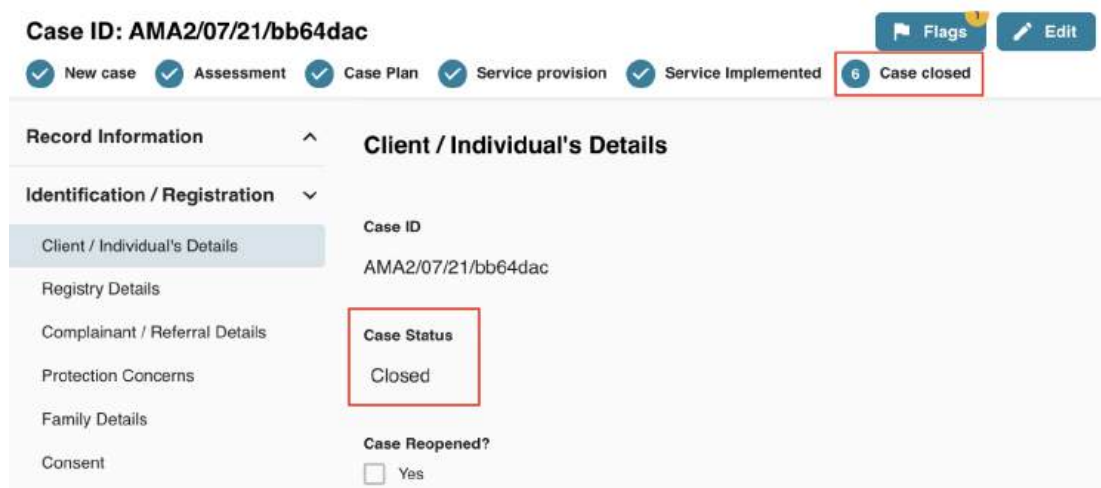 Case ID: AMA2/07/21/bb64dac
1
Flags
Edit
New case Assessment Case Plan Service provision Service Implemented 6 Case closed
Record Information
Client / Individual's Details
Identification / Registration
Client / Individual's Details
Registry Details
Complainant / Referral Details
Protection Concerns
Family Details
Consent
Case ID
AMA2/07/21/bb64dac
Case Status
Closed
Case Reopened?
Yes